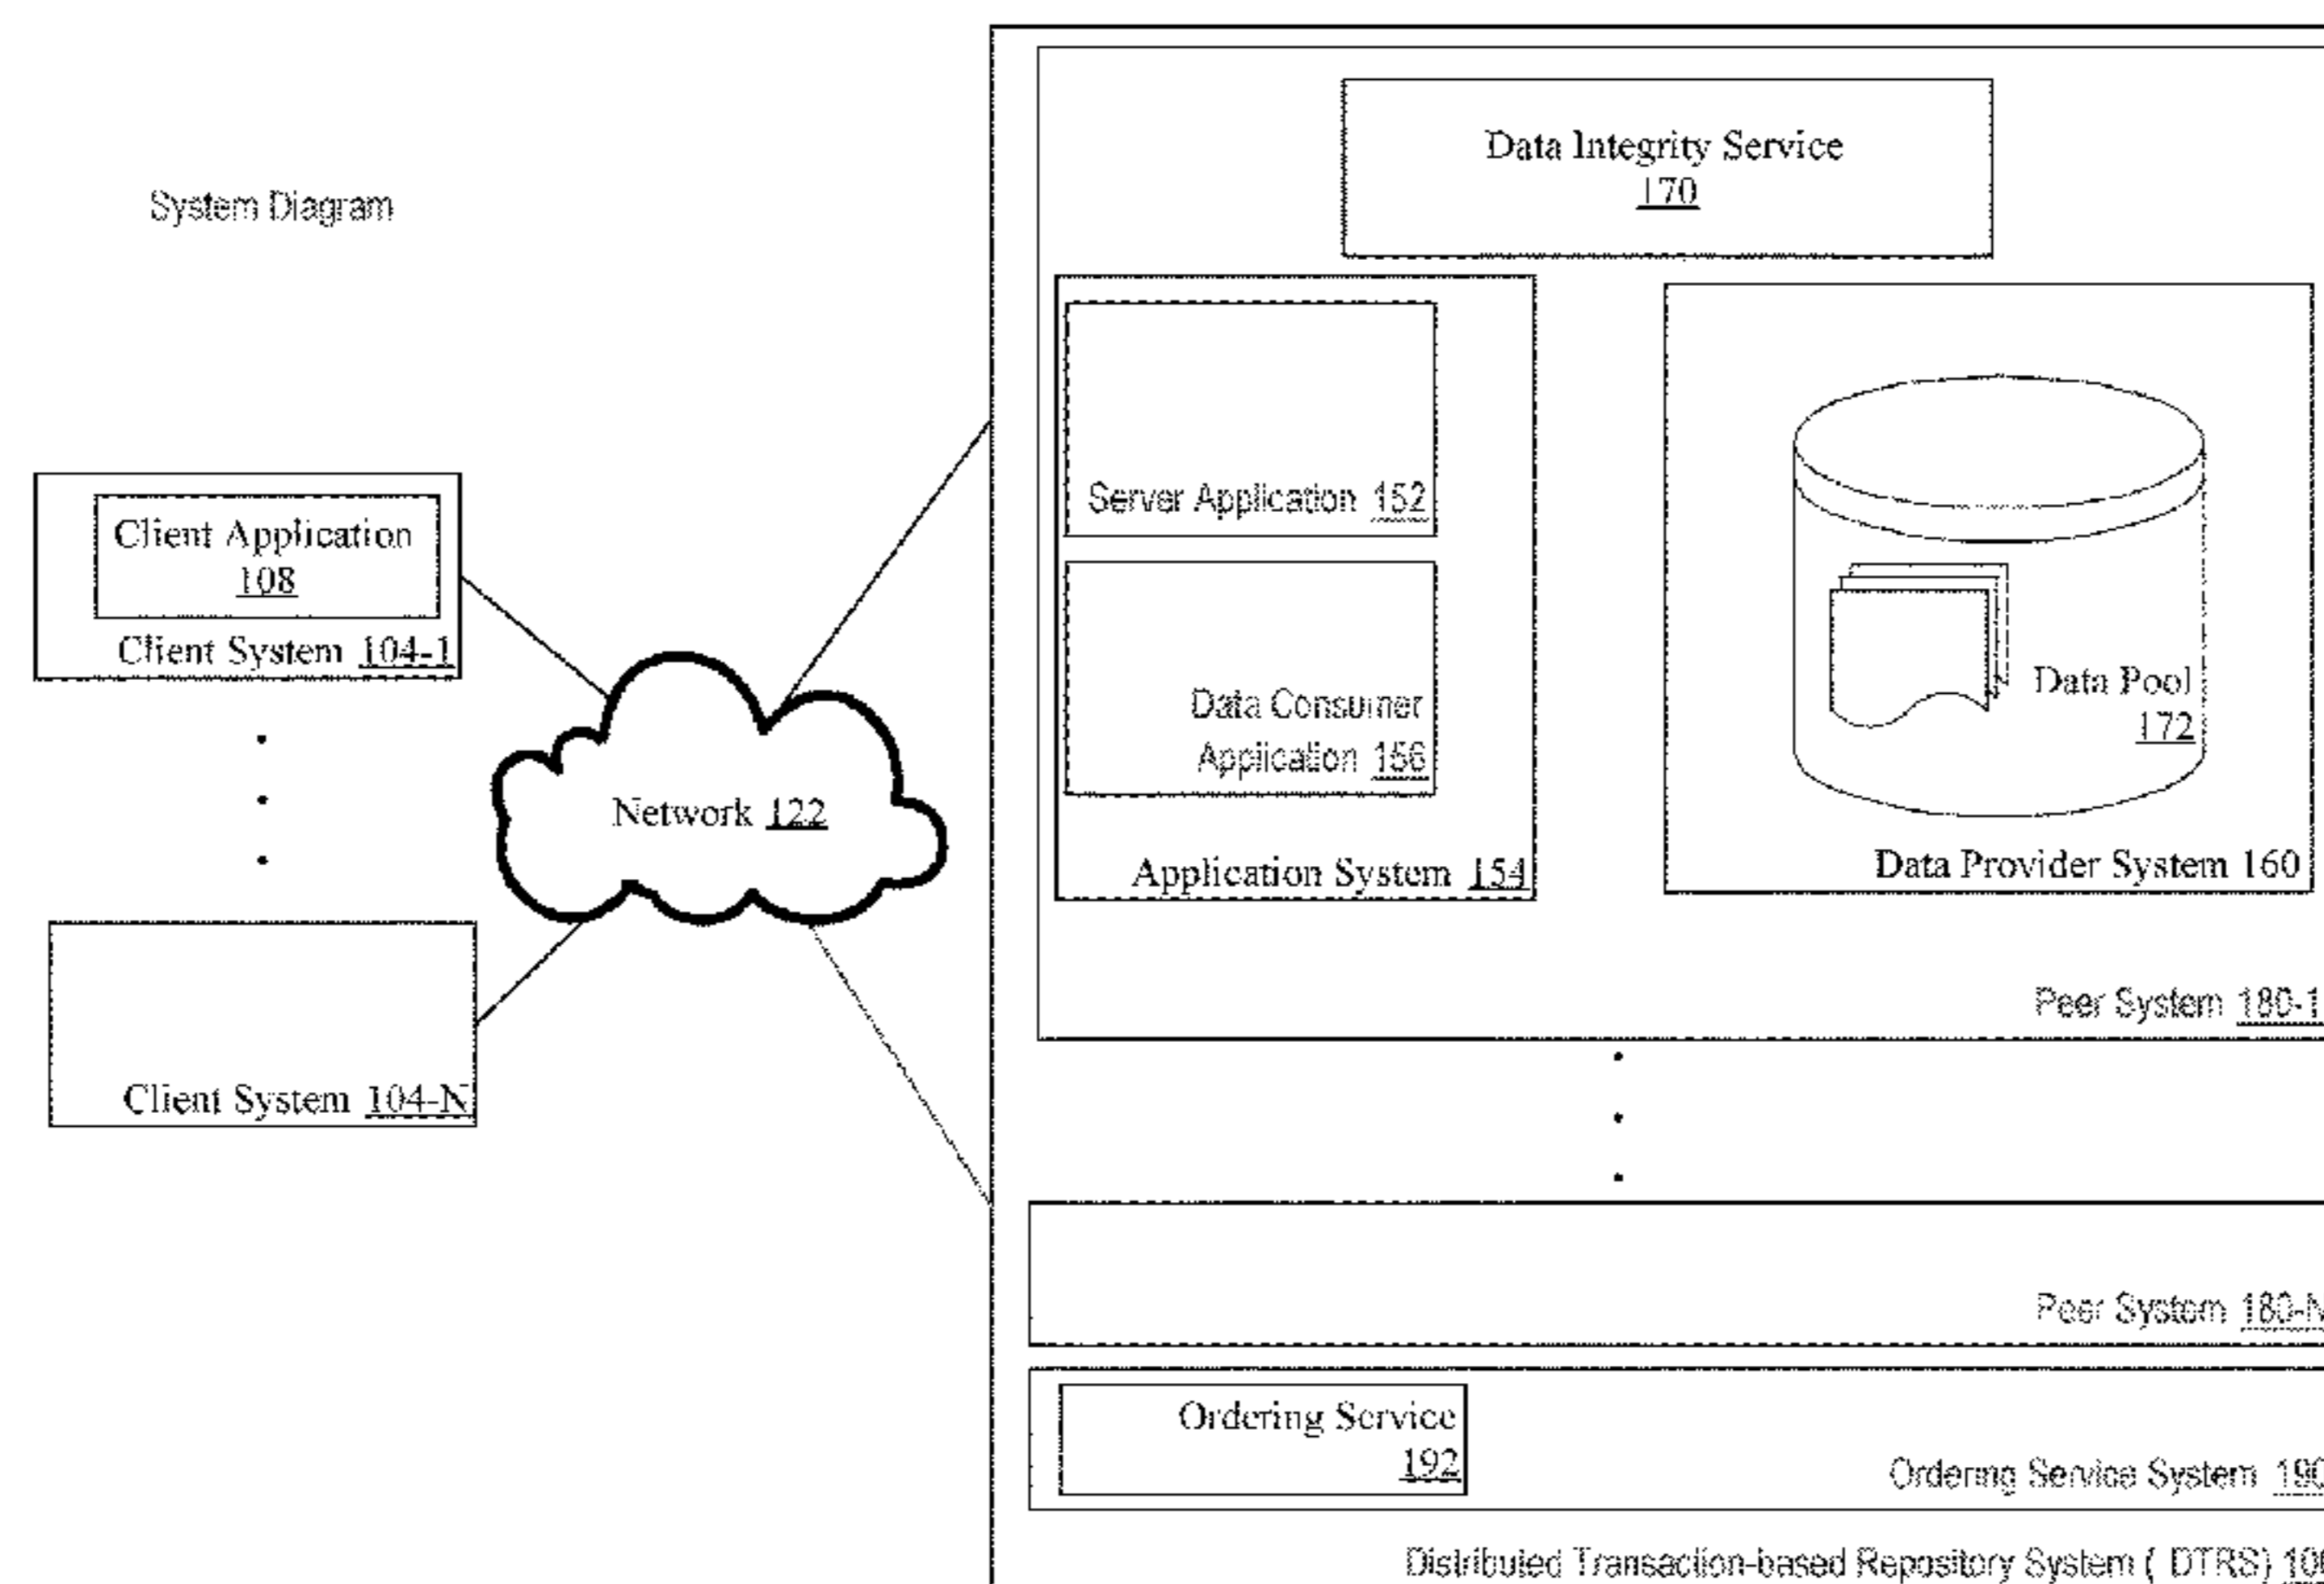 System Diagram
Data Integrity Service
170
Server Application 152
Client Application
108
Client System 104-1
Data Consumer
Application 156
Data Pool
172
Network 122
Application System 154
Data Provider System 160
Peer System 180-1
Client System 104-N
Peer System 180-N
Ordering Service
192
Ordering Service System 190
Distributed Transaction-based Repository System ( DTRS)